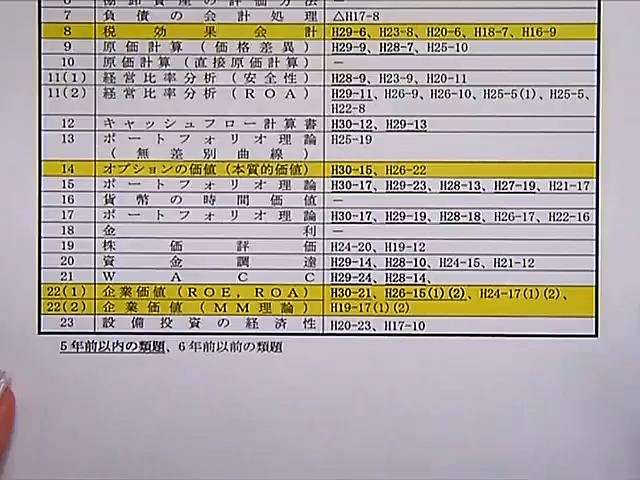 6 棚卸資産の評価方法 －
7 負債の会計処理 △H17-8
8 税効果会計 H29-6、H23-8、H20-6、H18-7、H16-9
9 原価計算（価格差異） H29-9、H28-7、H25-10
10 原価計算（直接原価計算） －
11(1) 経営比率分析（安全性） H28-9、H23-9、H20-11
11(2) 経営比率分析（ROA） H29-11、H26-9、H26-10、H25-5(1)、H25-5、
H22-8
12 キャッシュフロー計算書 H30-12、H29-13
13 ポートフォリオ理論 H25-19
（無差別曲線）
14 オプションの価値（本質的価値） H30-15、H26-22
15 ポートフォリオ理論 H30-17、H29-23、H28-13、H27-19、H21-17
16 貨幣の時間価値 －
17 ポートフォリオ理論 H30-17、H29-19、H28-18、H26-17、H22-16
18 金利 －
19 株価評価 H24-20、H19-12
20 資金調達 H29-14、H28-10、H24-15、H21-12
21 WACC H29-24、H28-14、
22(1) 企業価値（ROE, ROA） H30-21、H26-15(1)(2)、H24-17(1)(2)、
22(2) 企業価値（MM理論） H19-17(1)(2)
23 設備投資の経済性 H20-23、H17-10
5年前以内の類題、6年前以前の類題